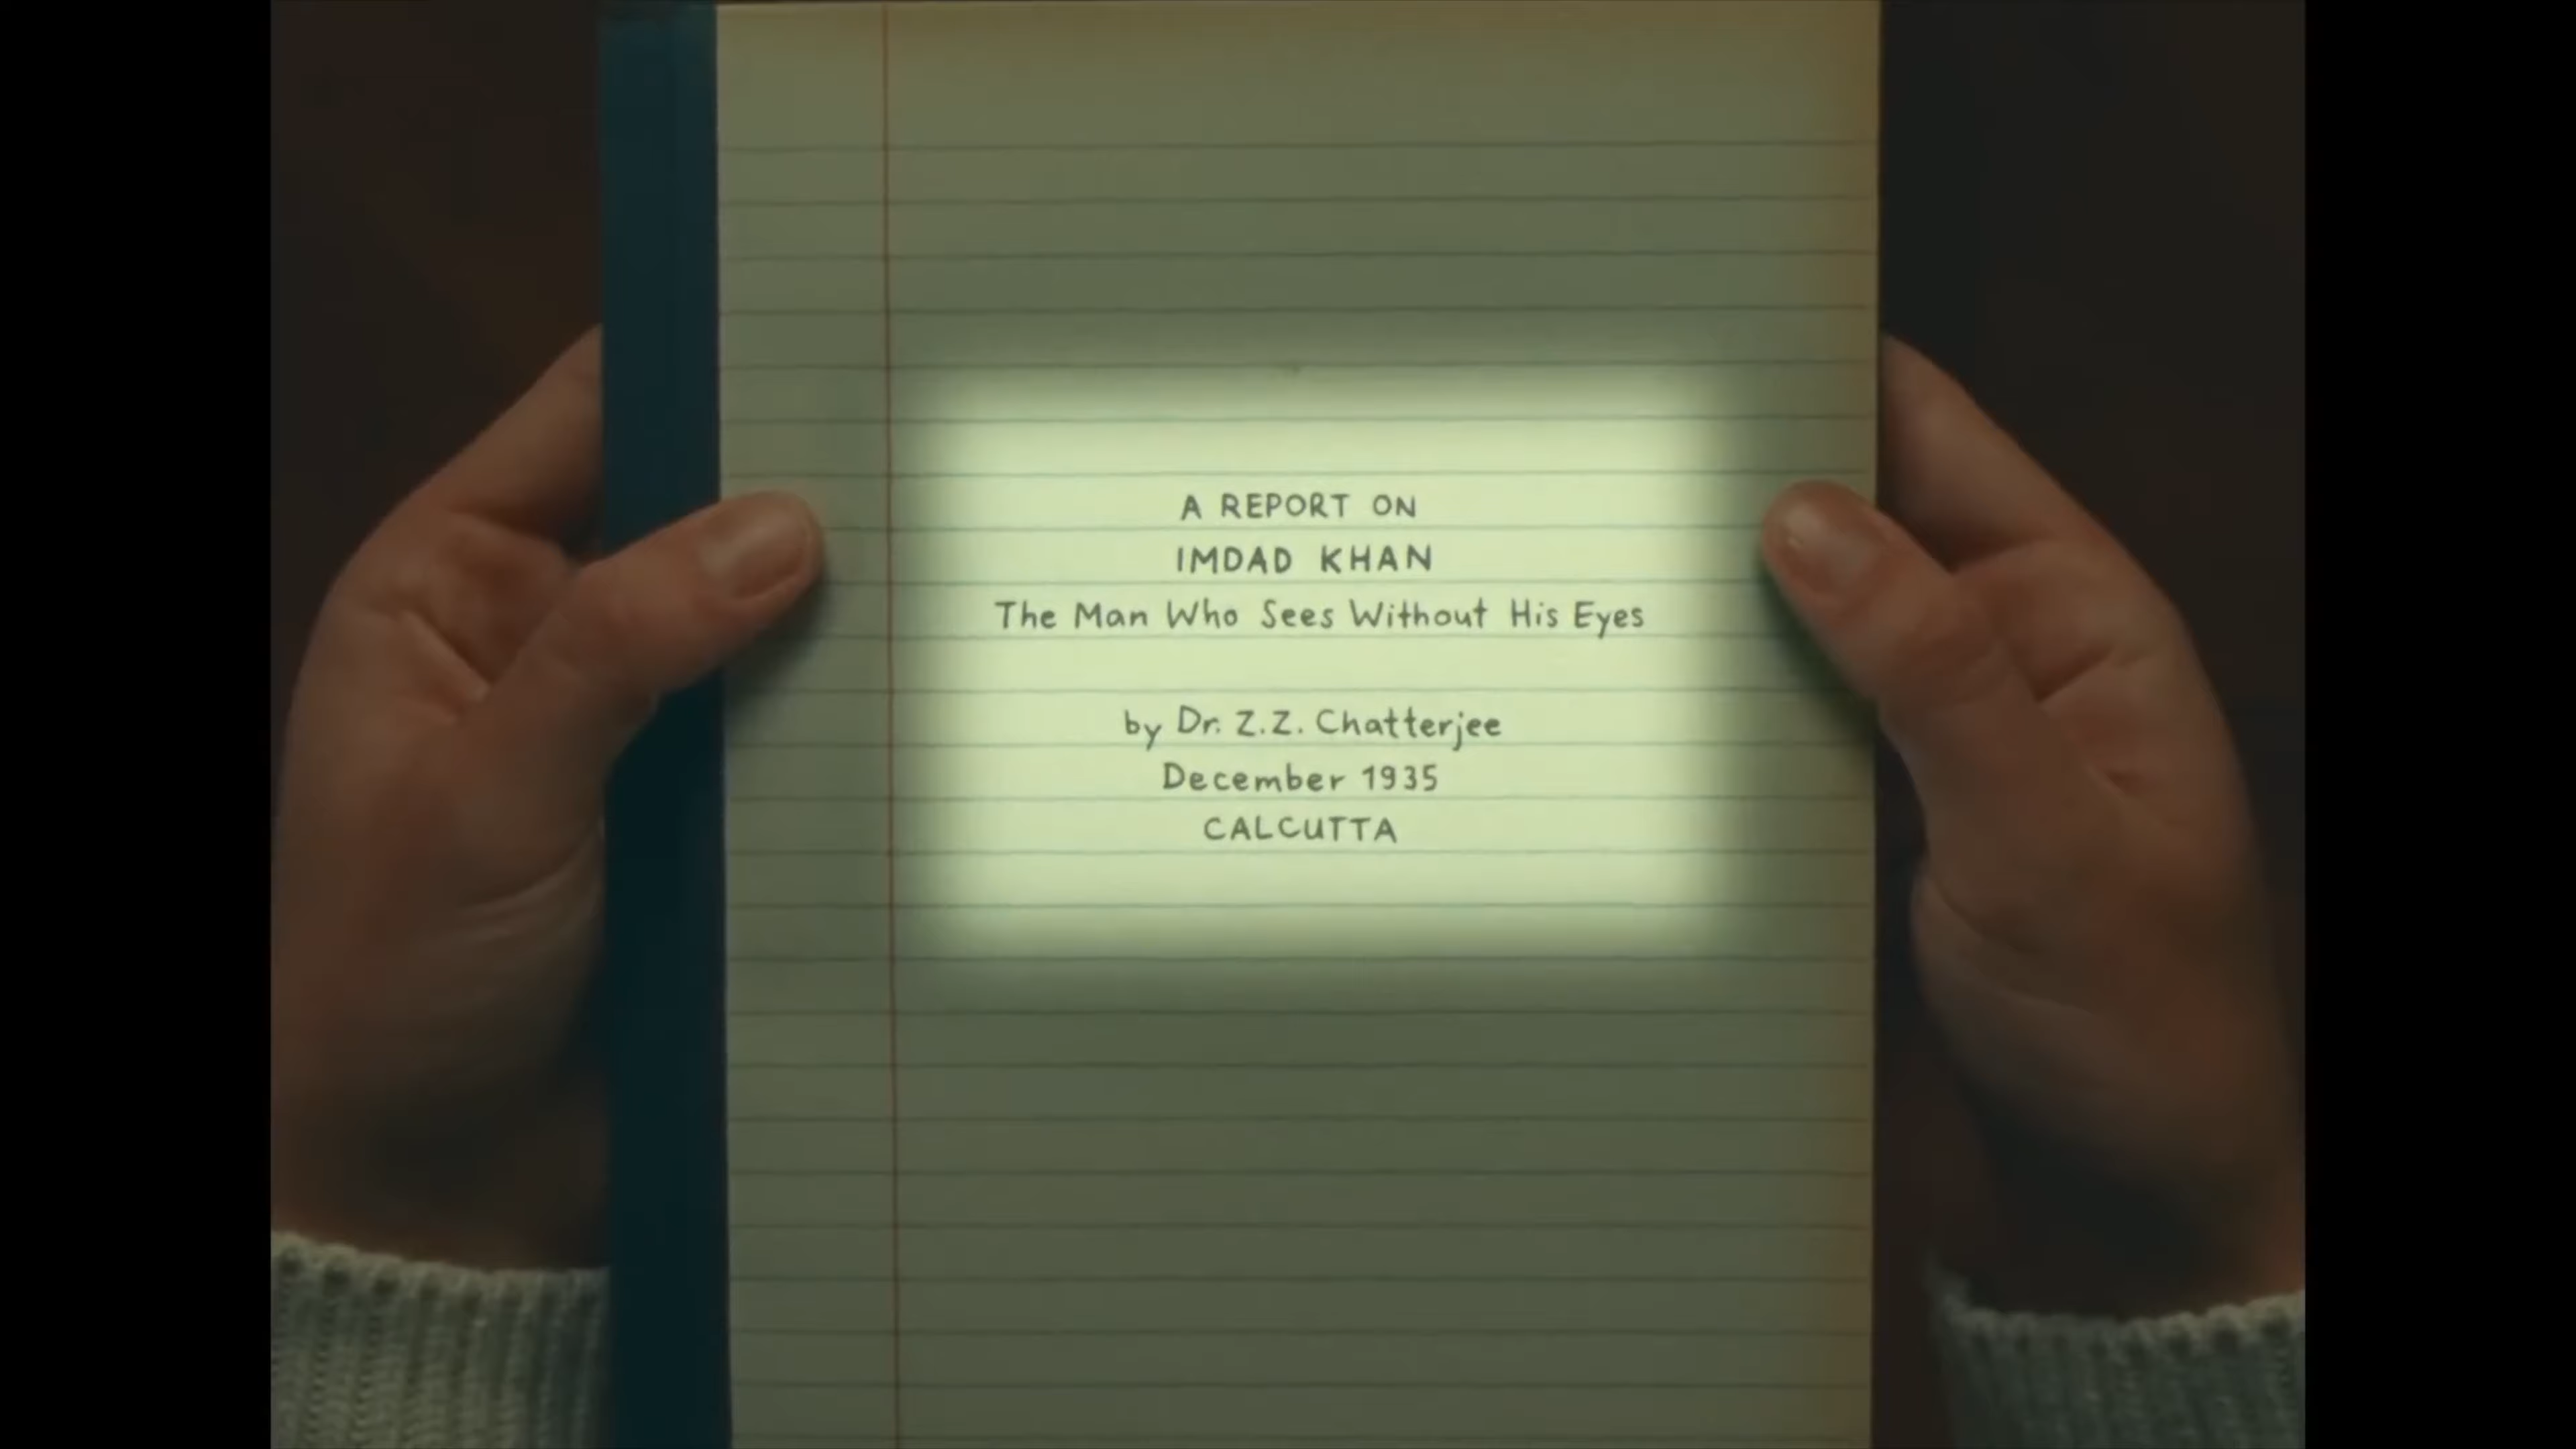 A REPORT ON
IMDAD KHAN
The Man Who Sees Without His Eyes
by Dr. Z.Z. Chatterjee
December 1935
CALCUTTA